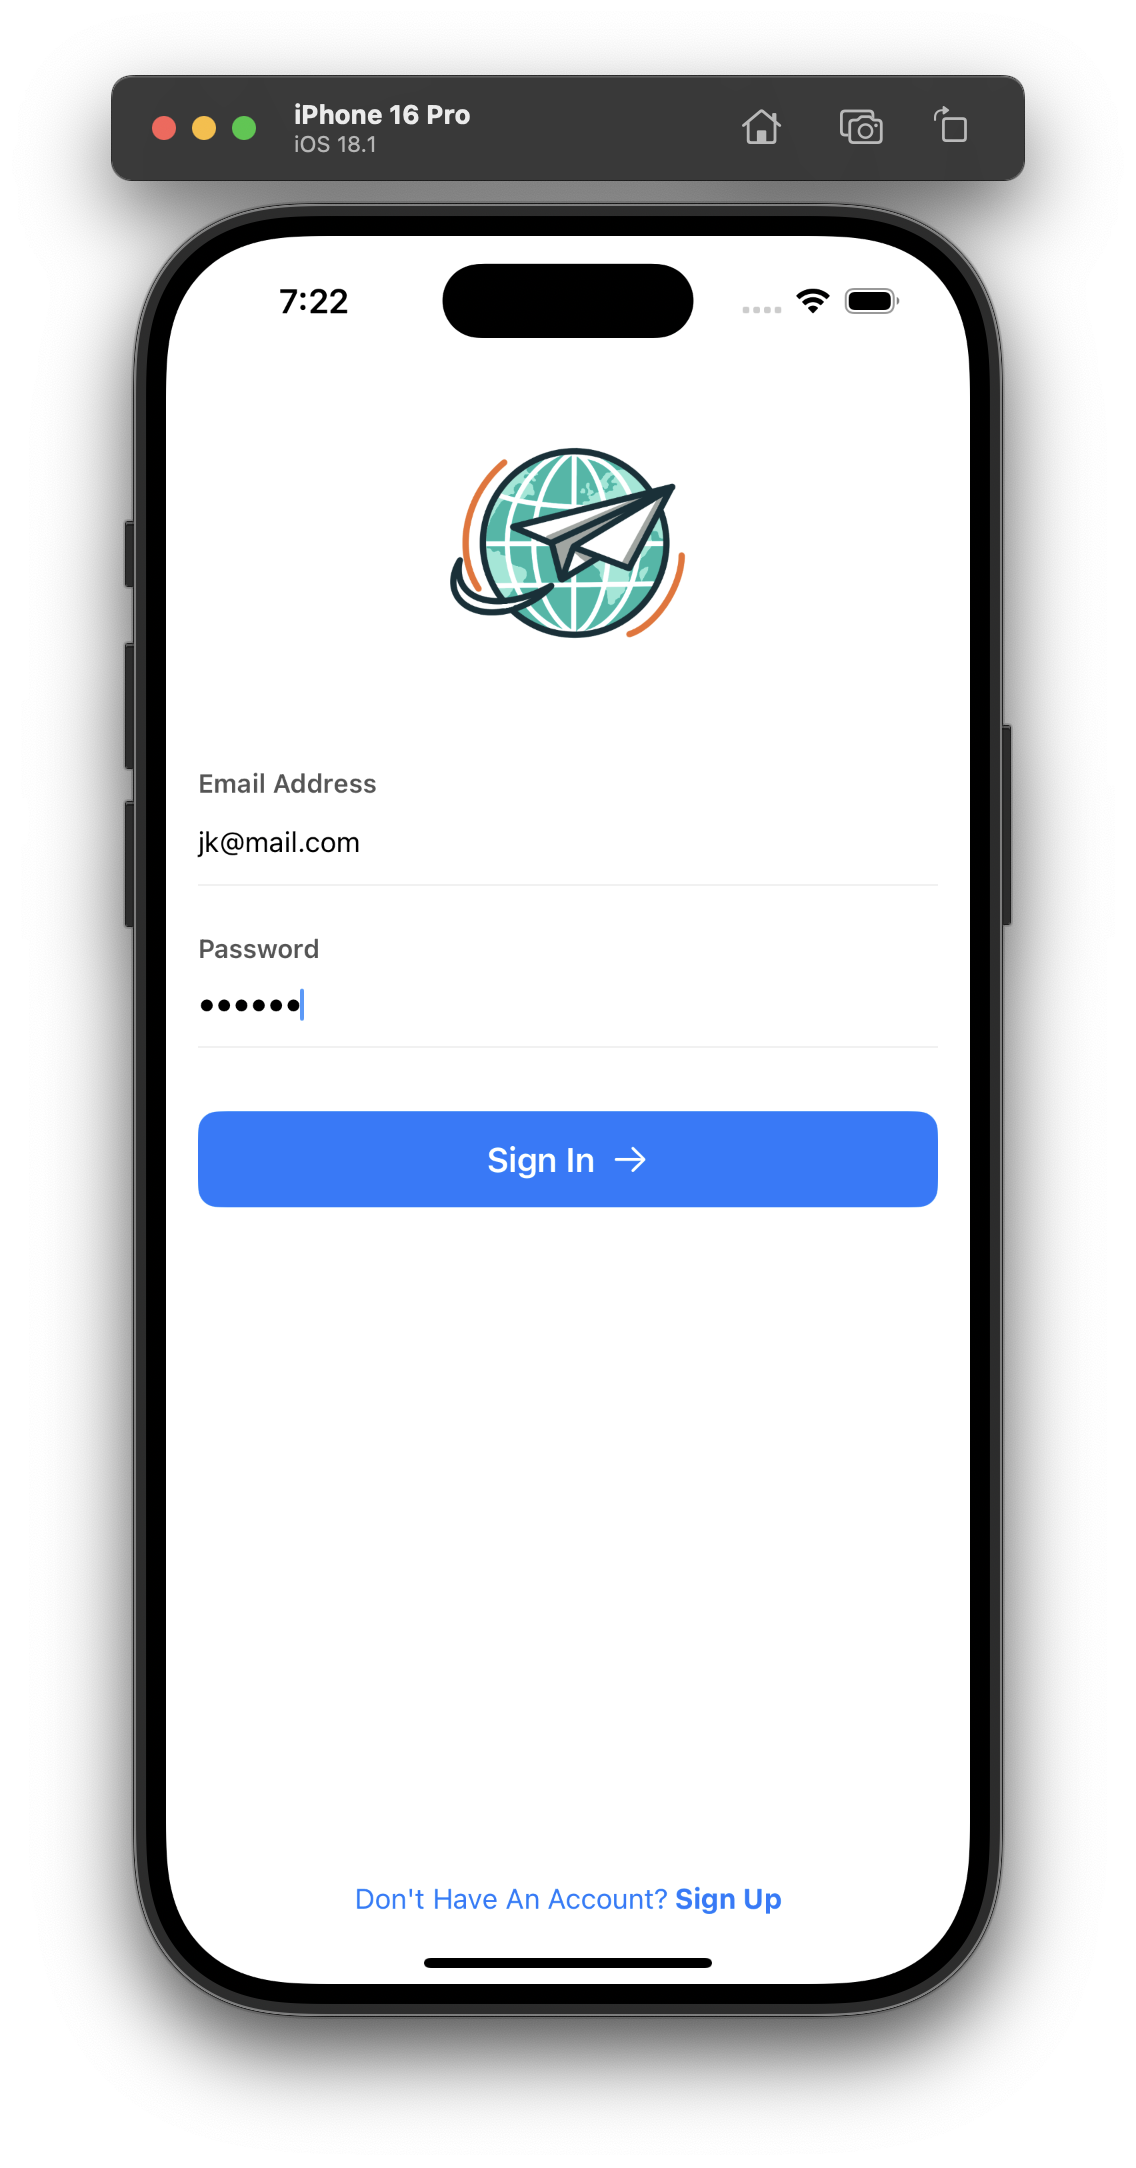 iPhone 16 Pro
iOS 18.1
7:22
Email Address
jk@mail.com
Password
••••••
Sign In →
Don't Have An Account? Sign Up